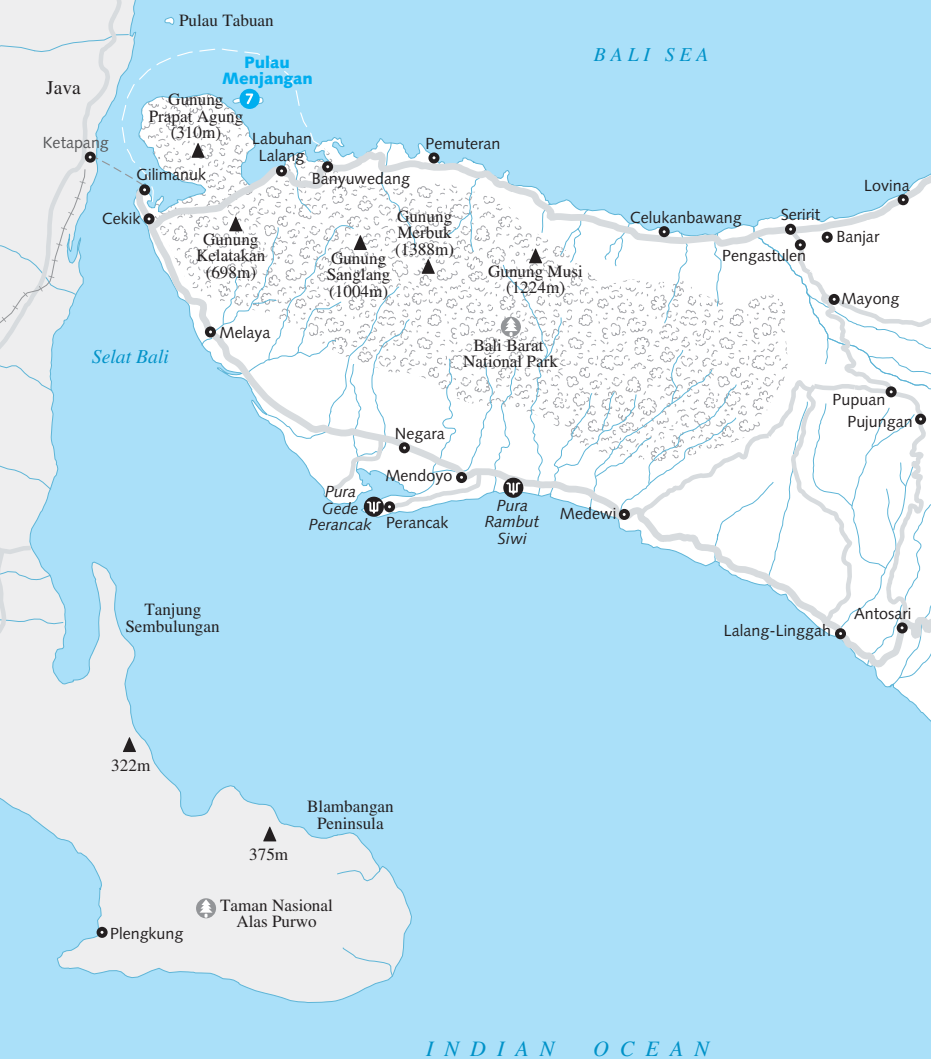 Pulau Tabuan
BALI SEA
Pulau
Menjangan
7
Java
Gunung
Prapat Agung
(310m)
Ketapang
Labuhan
Lalang
Pemuteran
Gilimanuk
Banyuwedang
Lovina
Cekik
Gunung
Merbuk
(1388m)
Celukanbawang
Seririt
Banjar
Gunung
Kelatakan
(698m)
Gunung
Sanglang
(1004m)
Gunung Musi
(1224m)
Pengastulen
Mayong
Melaya
Bali Barat
National Park
Selat Bali
Pupuan
Pujungan
Negara
Mendoyo
Pura
Gede
Perancak
Perancak
Pura
Rambut
Siwi
Medewi
Tanjung
Sembulungan
Antosari
Lalang-Linggah
322m
Blambangan
Peninsula
375m
Taman Nasional
Alas Purwo
Plengkung
INDIAN OCEAN